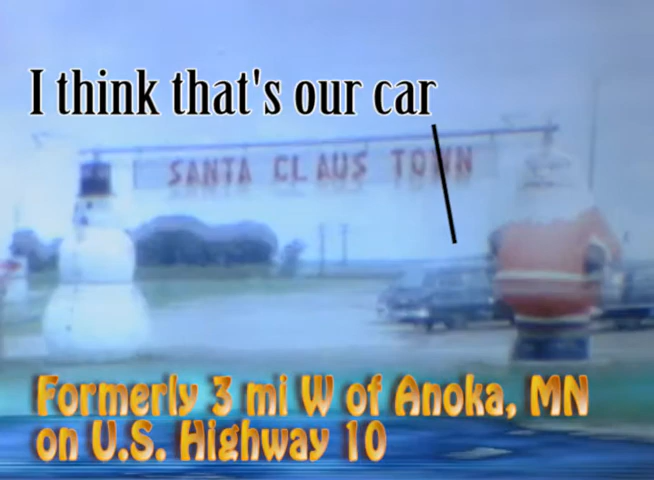 I think that's our car
SANTA CLAUS TOWN
Formerly 3 mi W of Anoka, MN
on U.S. Highway 10